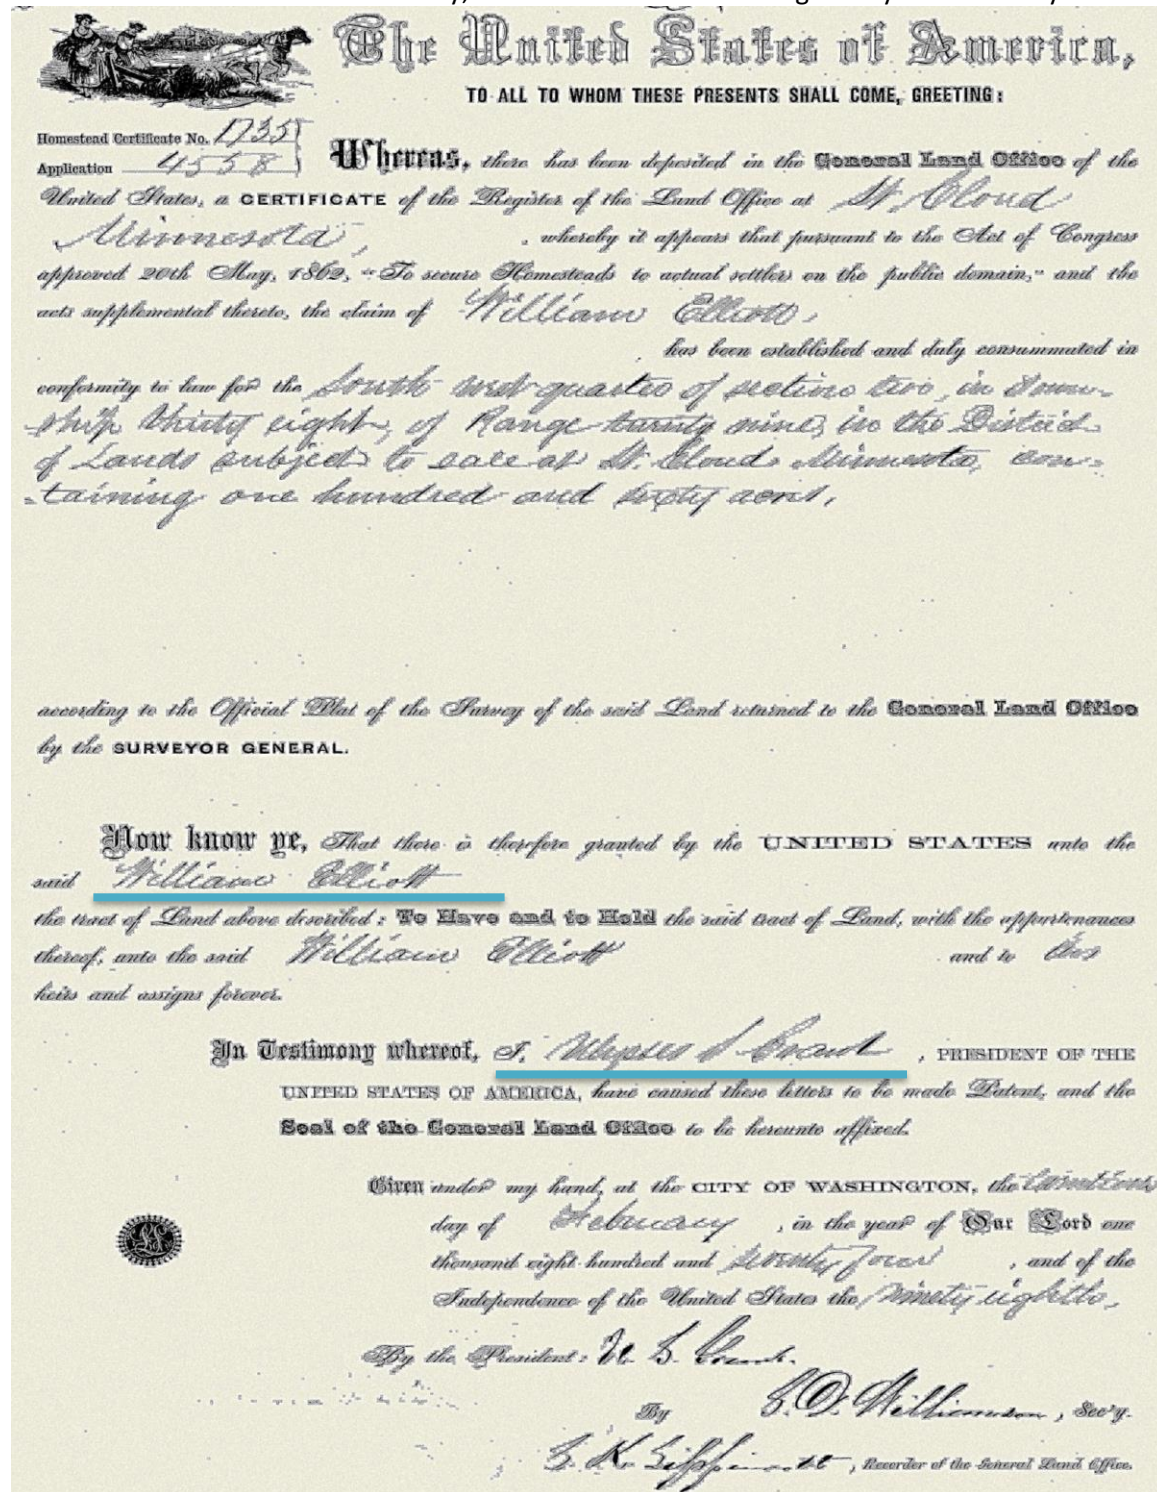 The United States of America,
TO ALL TO WHOM THESE PRESENTS SHALL COME, GREETING:
Homestead Certificate No. 1735
Application 4558
Whereas, there has been deposited in the General Land Office of the
United States, a CERTIFICATE of the Register of the Land Office at St. Cloud
Minnesota, , whereby it appears that pursuant to the Act of Congress
approved 20th May, 1862, "To secure Homesteads to actual settlers on the public domain," and the
acts supplemental thereto, the claim of William Elliott,
has been established and duly consummated in
conformity to law for the South west quarter of section two, in Town-
ship thirty eight, of Range twenty nine, in the District
of Lands subject to sale at St. Cloud Minnesota, con-
-taining one hundred and sixty acres,
according to the Official Plat of the Survey of the said Land returned to the General Land Office
by the SURVEYOR GENERAL.
Now know ye, That there is therefore granted by the UNITED STATES unto the
said William Elliott
the tract of Land above described: To Have and to Hold the said tract of Land, with the appurtenances
thereof, unto the said William Elliott and to his
heirs and assigns forever.
In Testimony whereof, I, Ulysses S Grant , PRESIDENT OF THE
UNITED STATES OF AMERICA, have caused these letters to be made Patent, and the
Seal of the General Land Office to be hereunto affixed.
Given under my hand, at the CITY OF WASHINGTON, the
day of February , in the year of Our Lord one
thousand eight hundred and seventy four , and of the
Independence of the United States the ninety eighth,
By the President: U. S. Grant.
By S. D. Williamson, Sec'y.
Recorder of the General Land Office.